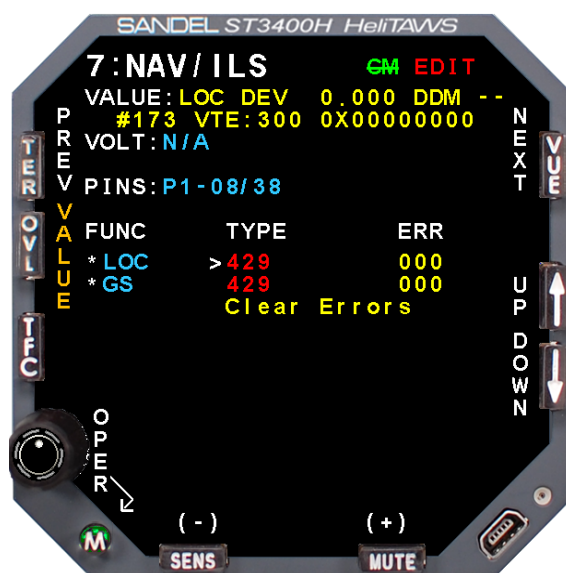 SANDEL ST3400H HeliTAWS
7:NAV/ILS GM EDIT
VALUE:LOC DEV 0.000 DDM --
#173 VTE:300 0X00000000
VOLT:N/A
PINS:P1-08/38
FUNC TYPE ERR
*LOC >429 000
*GS 429 000
Clear Errors
PREV
VALUE
NEXT
UP
DOWN
OPER
TER
OVL
TFC
VUE
M
(-)
(+)
SENS
MUTE